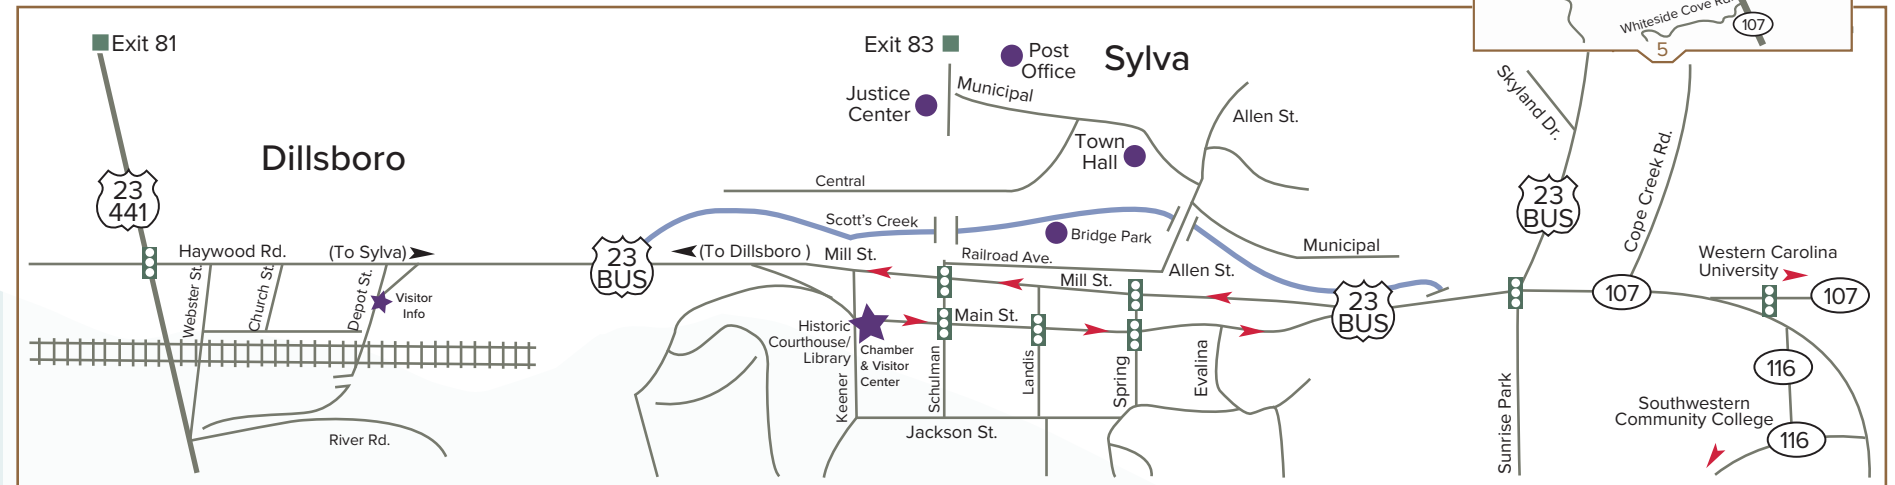 Whiteside Cove Rd.
107
5
Exit 81
Exit 83
Post
Office
Sylva
Justice
Center
Municipal
Allen St.
Skyland Dr.
Town
Hall
Dillsboro
Central
23
441
23
BUS
Cope Creek Rd.
Scott's Creek
Bridge Park
Haywood Rd.
(To Sylva)
23
BUS
(To Dillsboro )
Mill St.
Railroad Ave.
Allen St.
Municipal
Western Carolina
University
107
107
Mill St.
Webster St.
Church St.
Depot St.
Visitor
Info
23
BUS
Main St.
Historic
Courthouse/
Library
Chamber
& Visitor
Center
Keener
Schulman
Landis
Spring
Evalina
Sunrise Park
116
Southwestern
Community College
116
River Rd.
Jackson St.